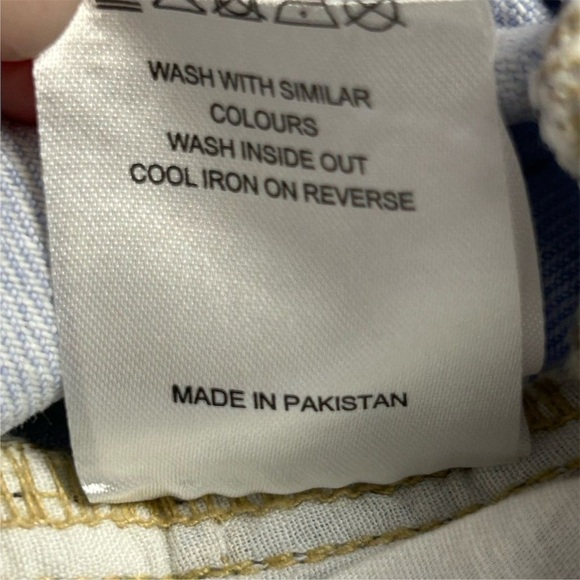 WASH WITH SIMILAR
COLOURS
WASH INSIDE OUT
COOL IRON ON REVERSE
MADE IN PAKISTAN